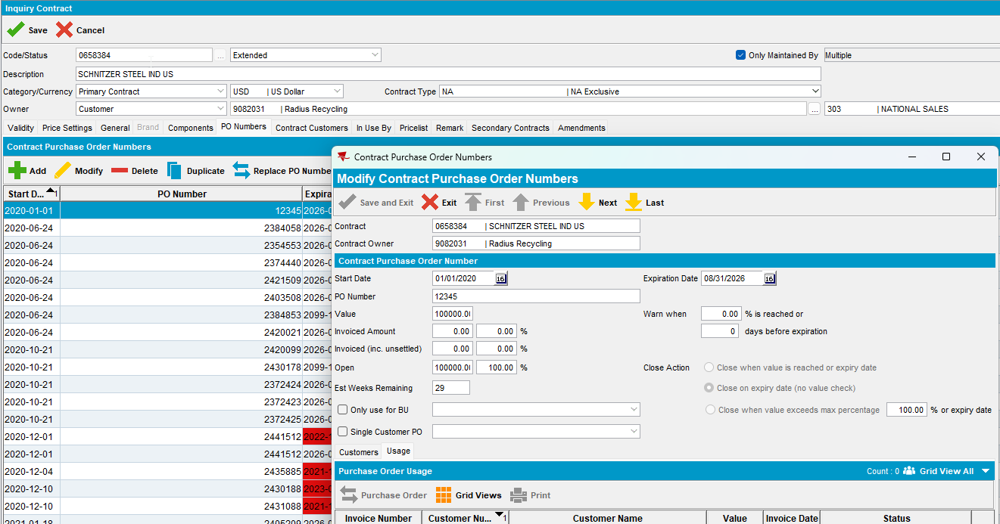 Inquiry Contract
Save Cancel
Code/Status 0658384 ... Extended Only Maintained By Multiple
Description SCHNITZER STEEL IND US
Category/Currency Primary Contract USD | US Dollar Contract Type NA | NA Exclusive
Owner Customer 9082031 | Radius Recycling ... 303 | NATIONAL SALES
Validity Price Settings General Brand Components PO Numbers Contract Customers In Use By Pricelist Remark Secondary Contracts Amendments
Contract Purchase Order Numbers
Add Modify Delete Duplicate Replace PO Numbe
Start D... 1 PO Number Expira
2020-01-01 12345 2026-0
2020-06-24 2384058 2026-0
2020-06-24 2354553 2026-0
2020-06-24 2374440 2026-0
2020-06-24 2421509 2026-0
2020-06-24 2403508 2026-0
2020-06-24 2384853 2099-1
2020-06-24 2420021 2026-0
2020-10-21 2420099 2026-0
2020-10-21 2430178 2099-1
2020-10-21 2372424 2026-0
2020-10-21 2372423 2026-0
2020-10-21 2372425 2026-0
2020-12-01 2441512 2022-1
2020-12-01 2441512 2026-0
2020-12-04 2435885 2021-1
2020-12-10 2430188 2023-0
2020-12-10 2431088 2021-1
2021-01-18 2405209 2026-0
Contract Purchase Order Numbers
Modify Contract Purchase Order Numbers
Save and Exit Exit First Previous Next Last
Contract 0658384 | SCHNITZER STEEL IND US
Contract Owner 9082031 | Radius Recycling
Contract Purchase Order Number
Start Date 01/01/2020 16 Expiration Date 08/31/2026 16
PO Number 12345
Value 100000.00 Warn when 0.00 % is reached or
Invoiced Amount 0.00 0.00 % 0 days before expiration
Invoiced (inc. unsettled) 0.00 0.00 %
Open 100000.00 100.00 % Close Action Close when value is reached or expiry date
Est Weeks Remaining 29 Close on expiry date (no value check)
Only use for BU Close when value exceeds max percentage 100.00 % or expiry date
Single Customer PO
Customers Usage
Purchase Order Usage Count : 0 Grid View All
Purchase Order Grid Views Print
Invoice Number Customer Nu... 1 Customer Name Value Invoice Date Status